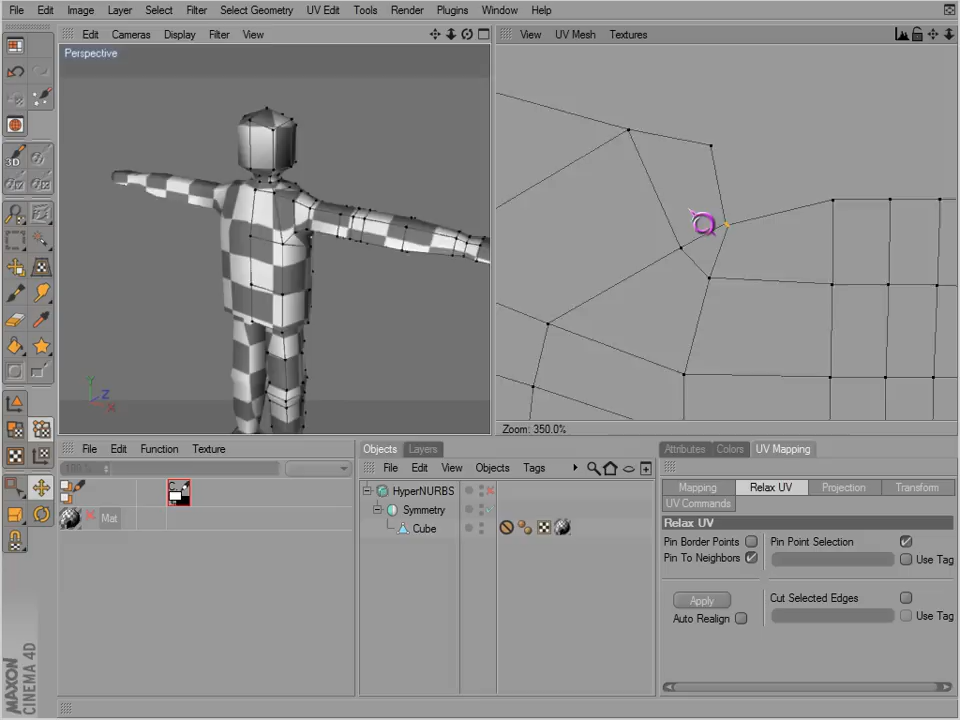 File Edit Image Layer Select Filter Select Geometry UV Edit Tools Render Plugins Window Help
Edit Cameras Display Filter View
View UV Mesh Textures
Perspective
3D
Y
Z
X
Zoom: 350.0%
File Edit Function Texture
100 %
C
Mat
Objects Layers
File Edit View Objects Tags
HyperNURBS
Symmetry
Cube
Attributes Colors UV Mapping
Mapping Relax UV Projection Transform
UV Commands
Relax UV
Pin Border Points Pin Point Selection
Pin To Neighbors Use Tag
Apply Cut Selected Edges
Auto Realign Use Tag
MAXON
CINEMA 4D